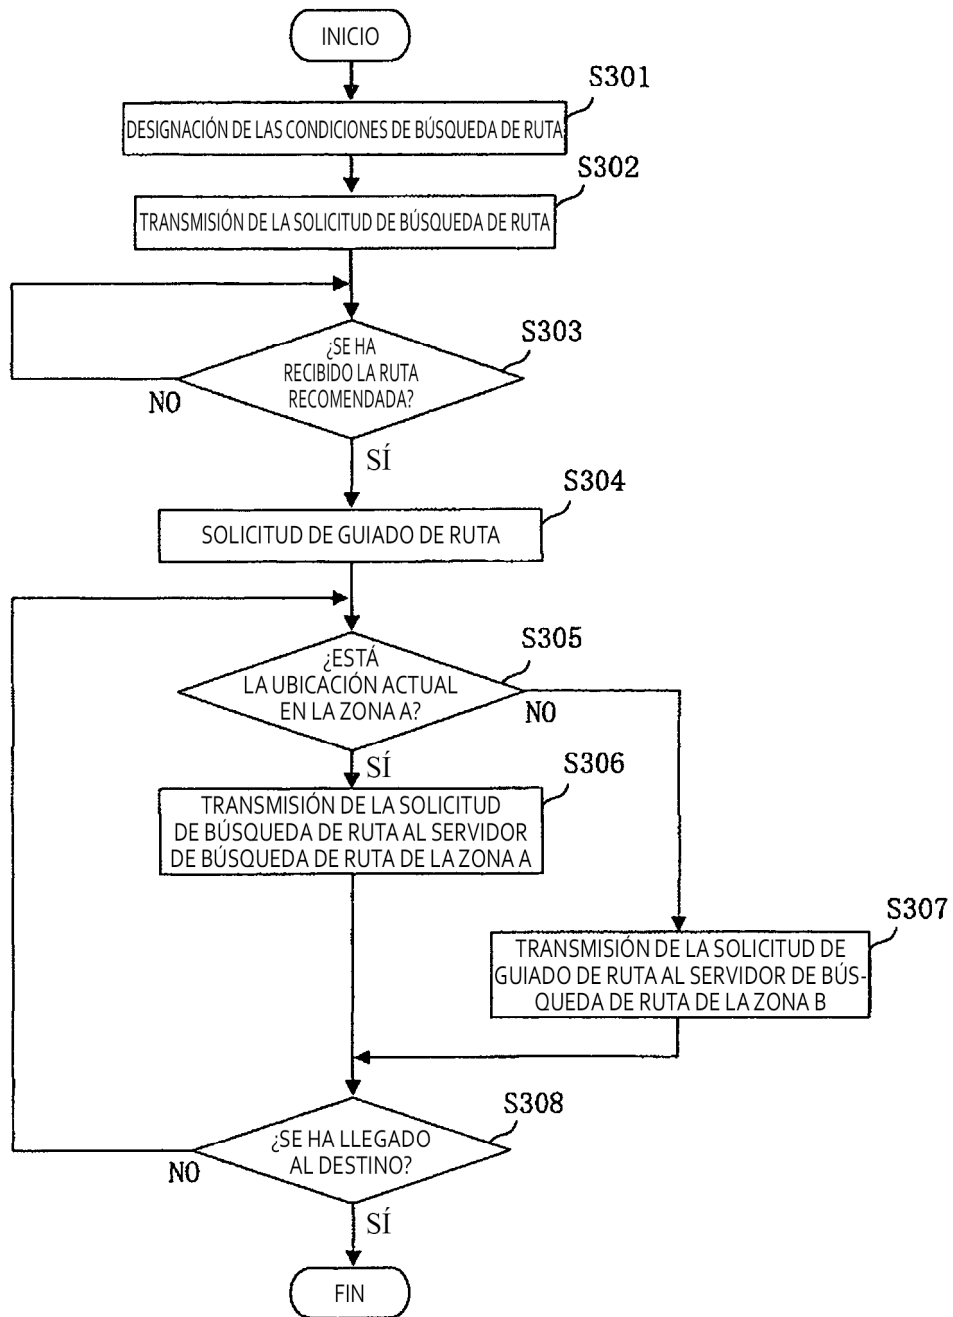 INICIO
S301
DESIGNACIÓN DE LAS CONDICIONES DE BÚSQUEDA DE RUTA
S302
TRANSMISIÓN DE LA SOLICITUD DE BÚSQUEDA DE RUTA
S303
¿SE HA
RECIBIDO LA RUTA
RECOMENDADA?
NO
SÍ
S304
SOLICITUD DE GUIADO DE RUTA
S305
¿ESTÁ
LA UBICACIÓN ACTUAL
EN LA ZONA A?
NO
SÍ
S306
TRANSMISIÓN DE LA SOLICITUD
DE BÚSQUEDA DE RUTA AL SERVIDOR
DE BÚSQUEDA DE RUTA DE LA ZONA A
S307
TRANSMISIÓN DE LA SOLICITUD DE
GUIADO DE RUTA AL SERVIDOR DE BÚS-
QUEDA DE RUTA DE LA ZONA B
S308
¿SE HA LLEGADO
AL DESTINO?
NO
SÍ
FIN